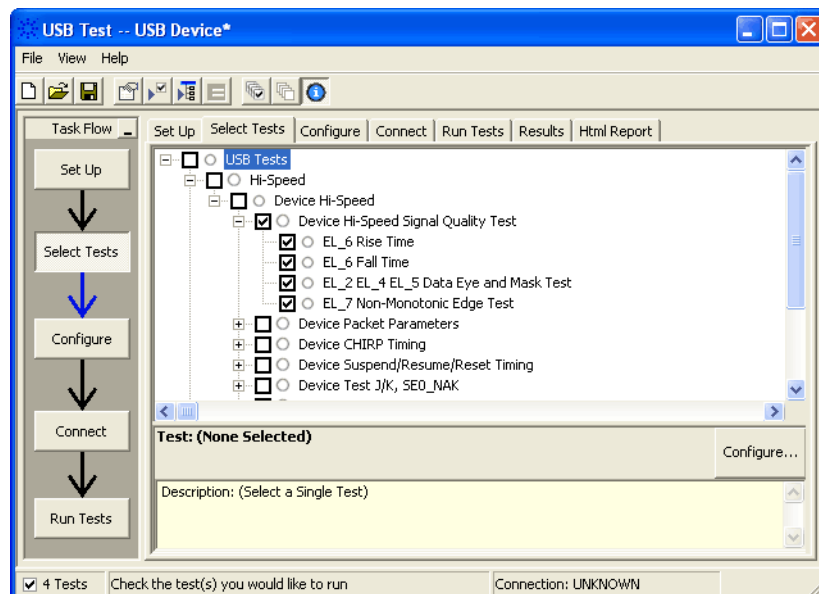 USB Test -- USB Device*
File View Help
Task Flow
Set Up
Select Tests
Configure
Connect
Run Tests
Set Up Select Tests Configure Connect Run Tests Results Html Report
USB Tests
Hi-Speed
Device Hi-Speed
Device Hi-Speed Signal Quality Test
EL_6 Rise Time
EL_6 Fall Time
EL_2 EL_4 EL_5 Data Eye and Mask Test
EL_7 Non-Monotonic Edge Test
Device Packet Parameters
Device CHIRP Timing
Device Suspend/Resume/Reset Timing
Device Test J/K, SE0_NAK
Test: (None Selected)
Configure...
Description: (Select a Single Test)
4 Tests Check the test(s) you would like to run Connection: UNKNOWN